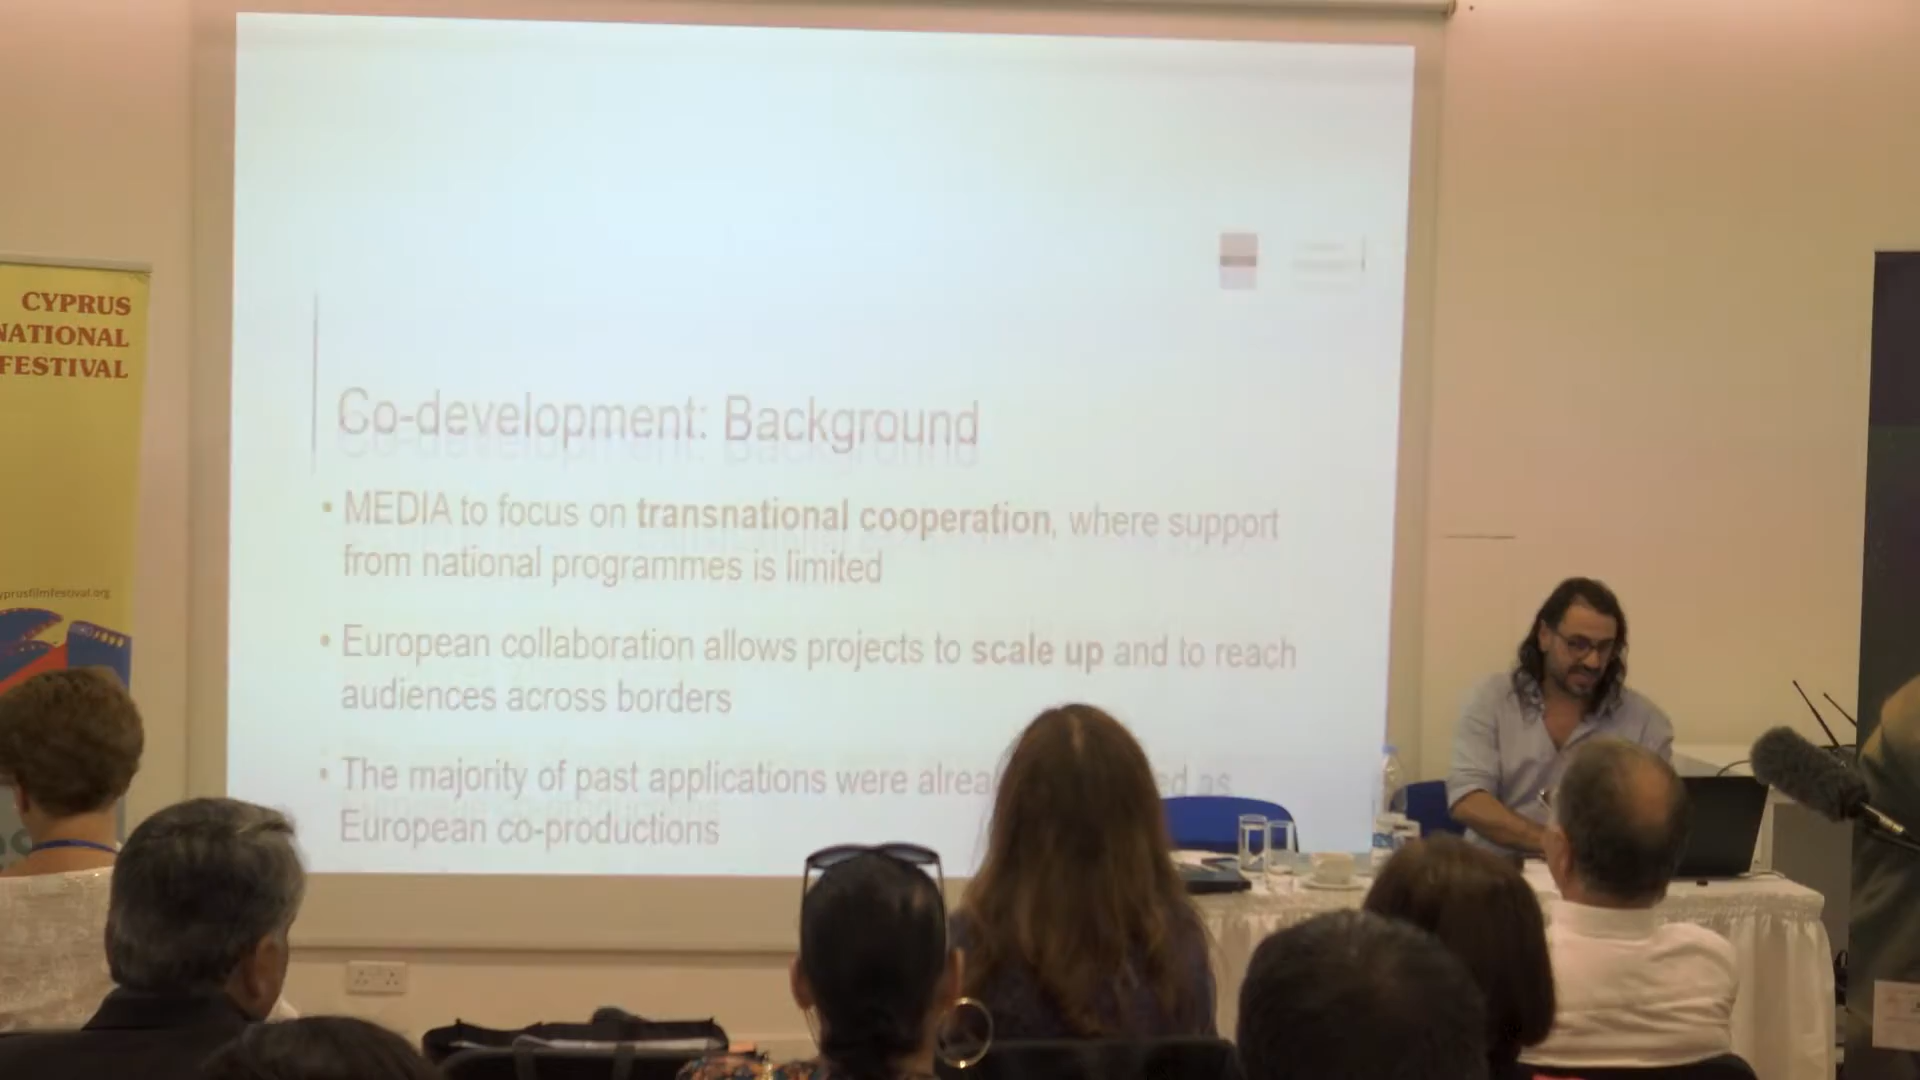 CYPRUS
NATIONAL
FESTIVAL
yprusfilmfestival.org
Co-development: Background
• MEDIA to focus on transnational cooperation, where support
from national programmes is limited
• European collaboration allows projects to scale up and to reach
audiences across borders
• The majority of past applications were alrea ed as
European co-productions